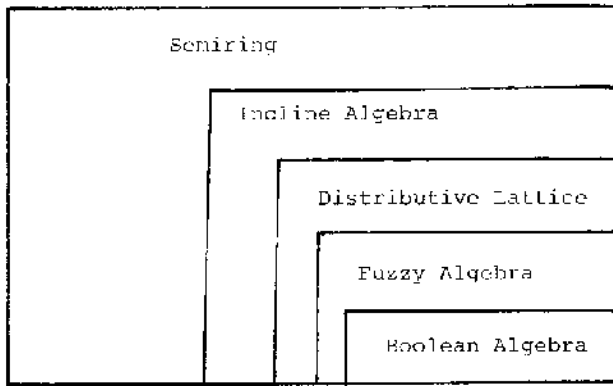 Semiring
Incline Algebra
Distributive Lattice
Fuzzy Algebra
Boolean Algebra